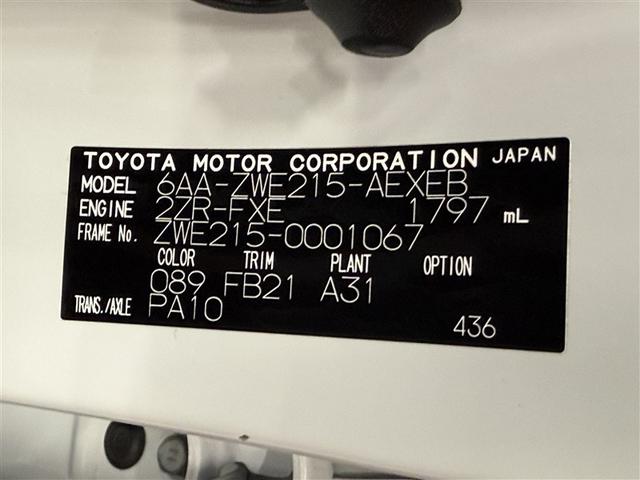 TOYOTA MOTOR CORPORATION JAPAN
MODEL 6AA-ZWE215-AEXEB
ENGINE 2ZR-FXE 1797 mL
FRAME No. ZWE215-0001067
COLOR TRIM PLANT OPTION
089 FB21 A31
TRANS./AXLE PA10
436